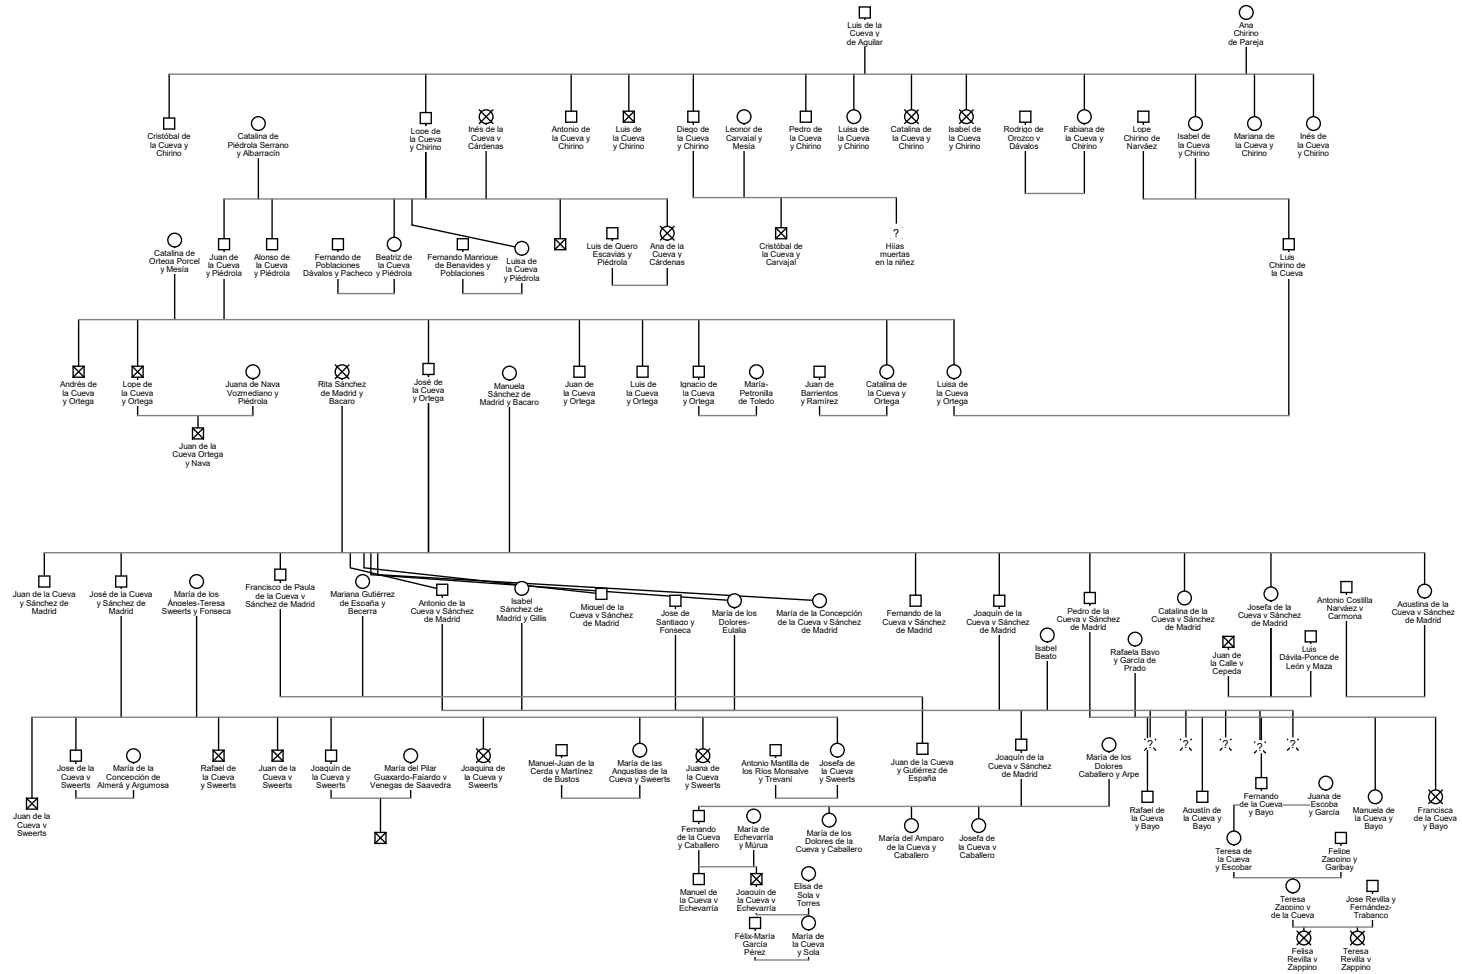 Luis de la
Cueva y
de Aguilar
Ana
Chirino
de Pareja
Cristóbal de
la Cueva y
Chirino
Catalina de
Piédrola Serrano
y Albarracín
Lope de
la Cueva
y Chirino
Inés de la
Cueva y
Cárdenas
Antonio de
la Cueva y
Chirino
Luis de
la Cueva
y Chirino
Diego de
la Cueva
y Chirino
Leonor de
Carvajal y
Mesía
Pedro de
la Cueva
y Chirino
Luisa de
la Cueva
y Chirino
Catalina de
la Cueva y
Chirino
Isabel de
la Cueva y
Chirino
Rodrigo de
Orozco y
Dávalos
Fabiana de
la Cueva y
Chirino
Lope
Chirino de
Narváez
Isabel de
la Cueva
y Chirino
Mariana de
la Cueva y
Chirino
Inés de
la Cueva
y Chirino
Catalina de
Ortega Porcel
y Mesía
Juan de
la Cueva
y Piédrola
Alonso de
la Cueva
y Piédrola
Fernando de
Poblaciones
Dávalos y Pacheco
Beatriz de
la Cueva
y Piédrola
Fernando Manrique
de Benavides y
Poblaciones
Luisa de
la Cueva
y Piédrola
Luis de Quero
Escavias y
Piédrola
Ana de la
Cueva y
Cárdenas
Cristóbal de
la Cueva y
Carvajal
?
Hijas
muertas
en la niñez
Luis
Chirino de
la Cueva
Andrés de
la Cueva
y Ortega
Lope de
la Cueva
y Ortega
Juana de Nava
Vozmediano y
Piédrola
Rita Sánchez
de Madrid y
Bacaro
José de
la Cueva
y Ortega
Manuela
Sánchez de
Madrid y Bacaro
Juan de
la Cueva
y Ortega
Luis de
la Cueva
y Ortega
Ignacio de
la Cueva
y Ortega
María-
Petronilla
de Toledo
Juan de
Barrientos
y Ramírez
Catalina de
la Cueva y
Ortega
Luisa de
la Cueva
y Ortega
Juan de la
Cueva Ortega
y Nava
Juan de la Cueva
y Sánchez de
Madrid
José de la Cueva
y Sánchez de
Madrid
María de los
Ángeles-Teresa
Sweerts y Fonseca
Francisco de Paula
de la Cueva y
Sánchez de Madrid
Mariana Gutiérrez
de España y
Becerra
Antonio de la
Cueva y Sánchez
de Madrid
Isabel
Sánchez de
Madrid y Gillis
Miguel de la
Cueva y Sánchez
de Madrid
Jose de
Santiago y
Fonseca
María de los
Dolores-
Eulalia
María de la Concepción
de la Cueva y Sánchez
de Madrid
Fernando de la
Cueva y Sánchez
de Madrid
Joaquín de la
Cueva y Sánchez
de Madrid
Isabel
Beato
Pedro de la
Cueva y Sánchez
de Madrid
Rafaela Bayo
y García de
Prado
Catalina de la
Cueva y Sánchez
de Madrid
Juan de
la Calle y
Cepeda
Josefa de la
Cueva y Sánchez
de Madrid
Luis
Dávila-Ponce de
León y Maza
Antonio Costilla
Narváez y
Carmona
Agustina de la
Cueva y Sánchez
de Madrid
Juan de la
Cueva y
Sweerts
Jose de la
Cueva y
Sweerts
María de la
Concepción de
Almerá y Argumosa
Rafael de
la Cueva
y Sweerts
Juan de la
Cueva y
Sweerts
Joaquín de
la Cueva y
Sweerts
María del Pilar
Guaxardo-Faiardo y
Venegas de Saavedra
Joaquina de
la Cueva y
Sweerts
Manuel-Juan de la
Cerda y Martínez
de Bustos
María de las
Angustias de la
Cueva y Sweerts
Juana de
la Cueva
y Sweerts
Antonio Mantilla de
los Ríos Monsalve
y Trevani
Josefa de
la Cueva
y Sweerts
Juan de la Cueva
y Gutiérrez de
España
Joaquín de la
Cueva y Sánchez
de Madrid
María de los
Dolores
Caballero y Arpe
?
?
?
?
?
Rafael de
la Cueva
y Bayo
Agustín de
la Cueva y
Bayo
Fernando
de la Cueva
y Bayo
Juana de
Escoba
y García
Manuela de
la Cueva y
Bayo
Francisca
de la Cueva
y Bayo
Fernando
de la Cueva
y Caballero
María de
Echevarría
y Múrua
María de los
Dolores de la
Cueva y Caballero
María del Amparo
de la Cueva y
Caballero
Josefa de
la Cueva y
Caballero
Teresa de
la Cueva
y Escobar
Felipe
Zappino y
Garibay
Manuel de
la Cueva y
Echevarría
Joaquín de
la Cueva y
Echevarría
Elisa de
Sola y
Torres
Teresa
Zappino y
de la Cueva
Jose Revilla y
Fernández-
Trabanco
Félix-María
García
Pérez
María de
la Cueva
y Sola
Felisa
Revilla y
Zappino
Teresa
Revilla y
Zappino